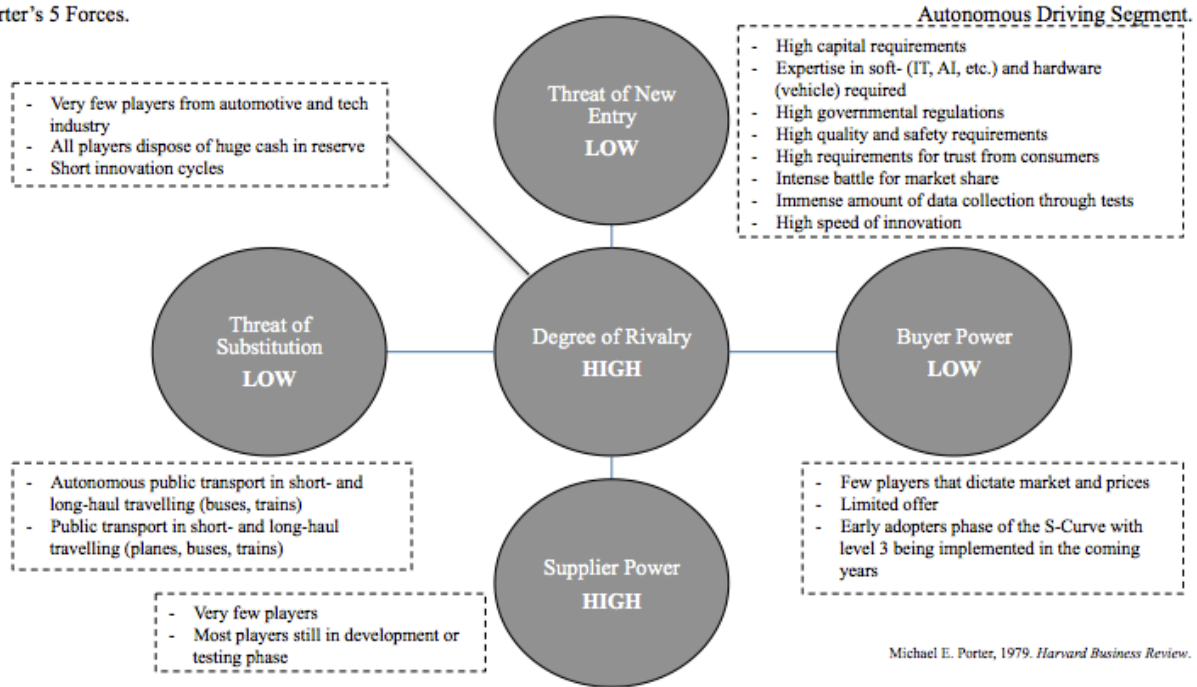 rter's 5 Forces.
Autonomous Driving Segment.
- Very few players from automotive and tech
industry
- All players dispose of huge cash in reserve
- Short innovation cycles
Threat of New
Entry
LOW
- High capital requirements
- Expertise in soft- (IT, AI, etc.) and hardware
(vehicle) required
- High governmental regulations
- High quality and safety requirements
- High requirements for trust from consumers
- Intense battle for market share
- Immense amount of data collection through tests
- High speed of innovation
Threat of
Substitution
LOW
Degree of Rivalry
HIGH
Buyer Power
LOW
- Autonomous public transport in short- and
long-haul travelling (buses, trains)
- Public transport in short- and long-haul
travelling (planes, buses, trains)
- Few players that dictate market and prices
- Limited offer
- Early adopters phase of the S-Curve with
level 3 being implemented in the coming
years
Supplier Power
HIGH
- Very few players
- Most players still in development or
testing phase
Michael E. Porter, 1979. Harvard Business Review.